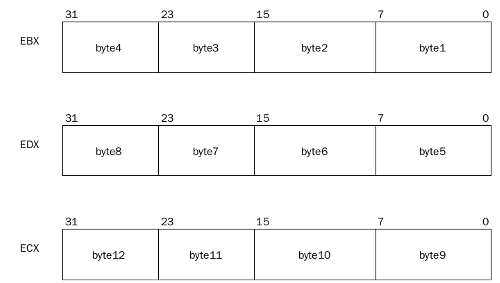 31 23 15 7 0
EBX byte4 byte3 byte2 byte1
31 23 15 7 0
EDX byte8 byte7 byte6 byte5
31 23 15 7 0
ECX byte12 byte11 byte10 byte9